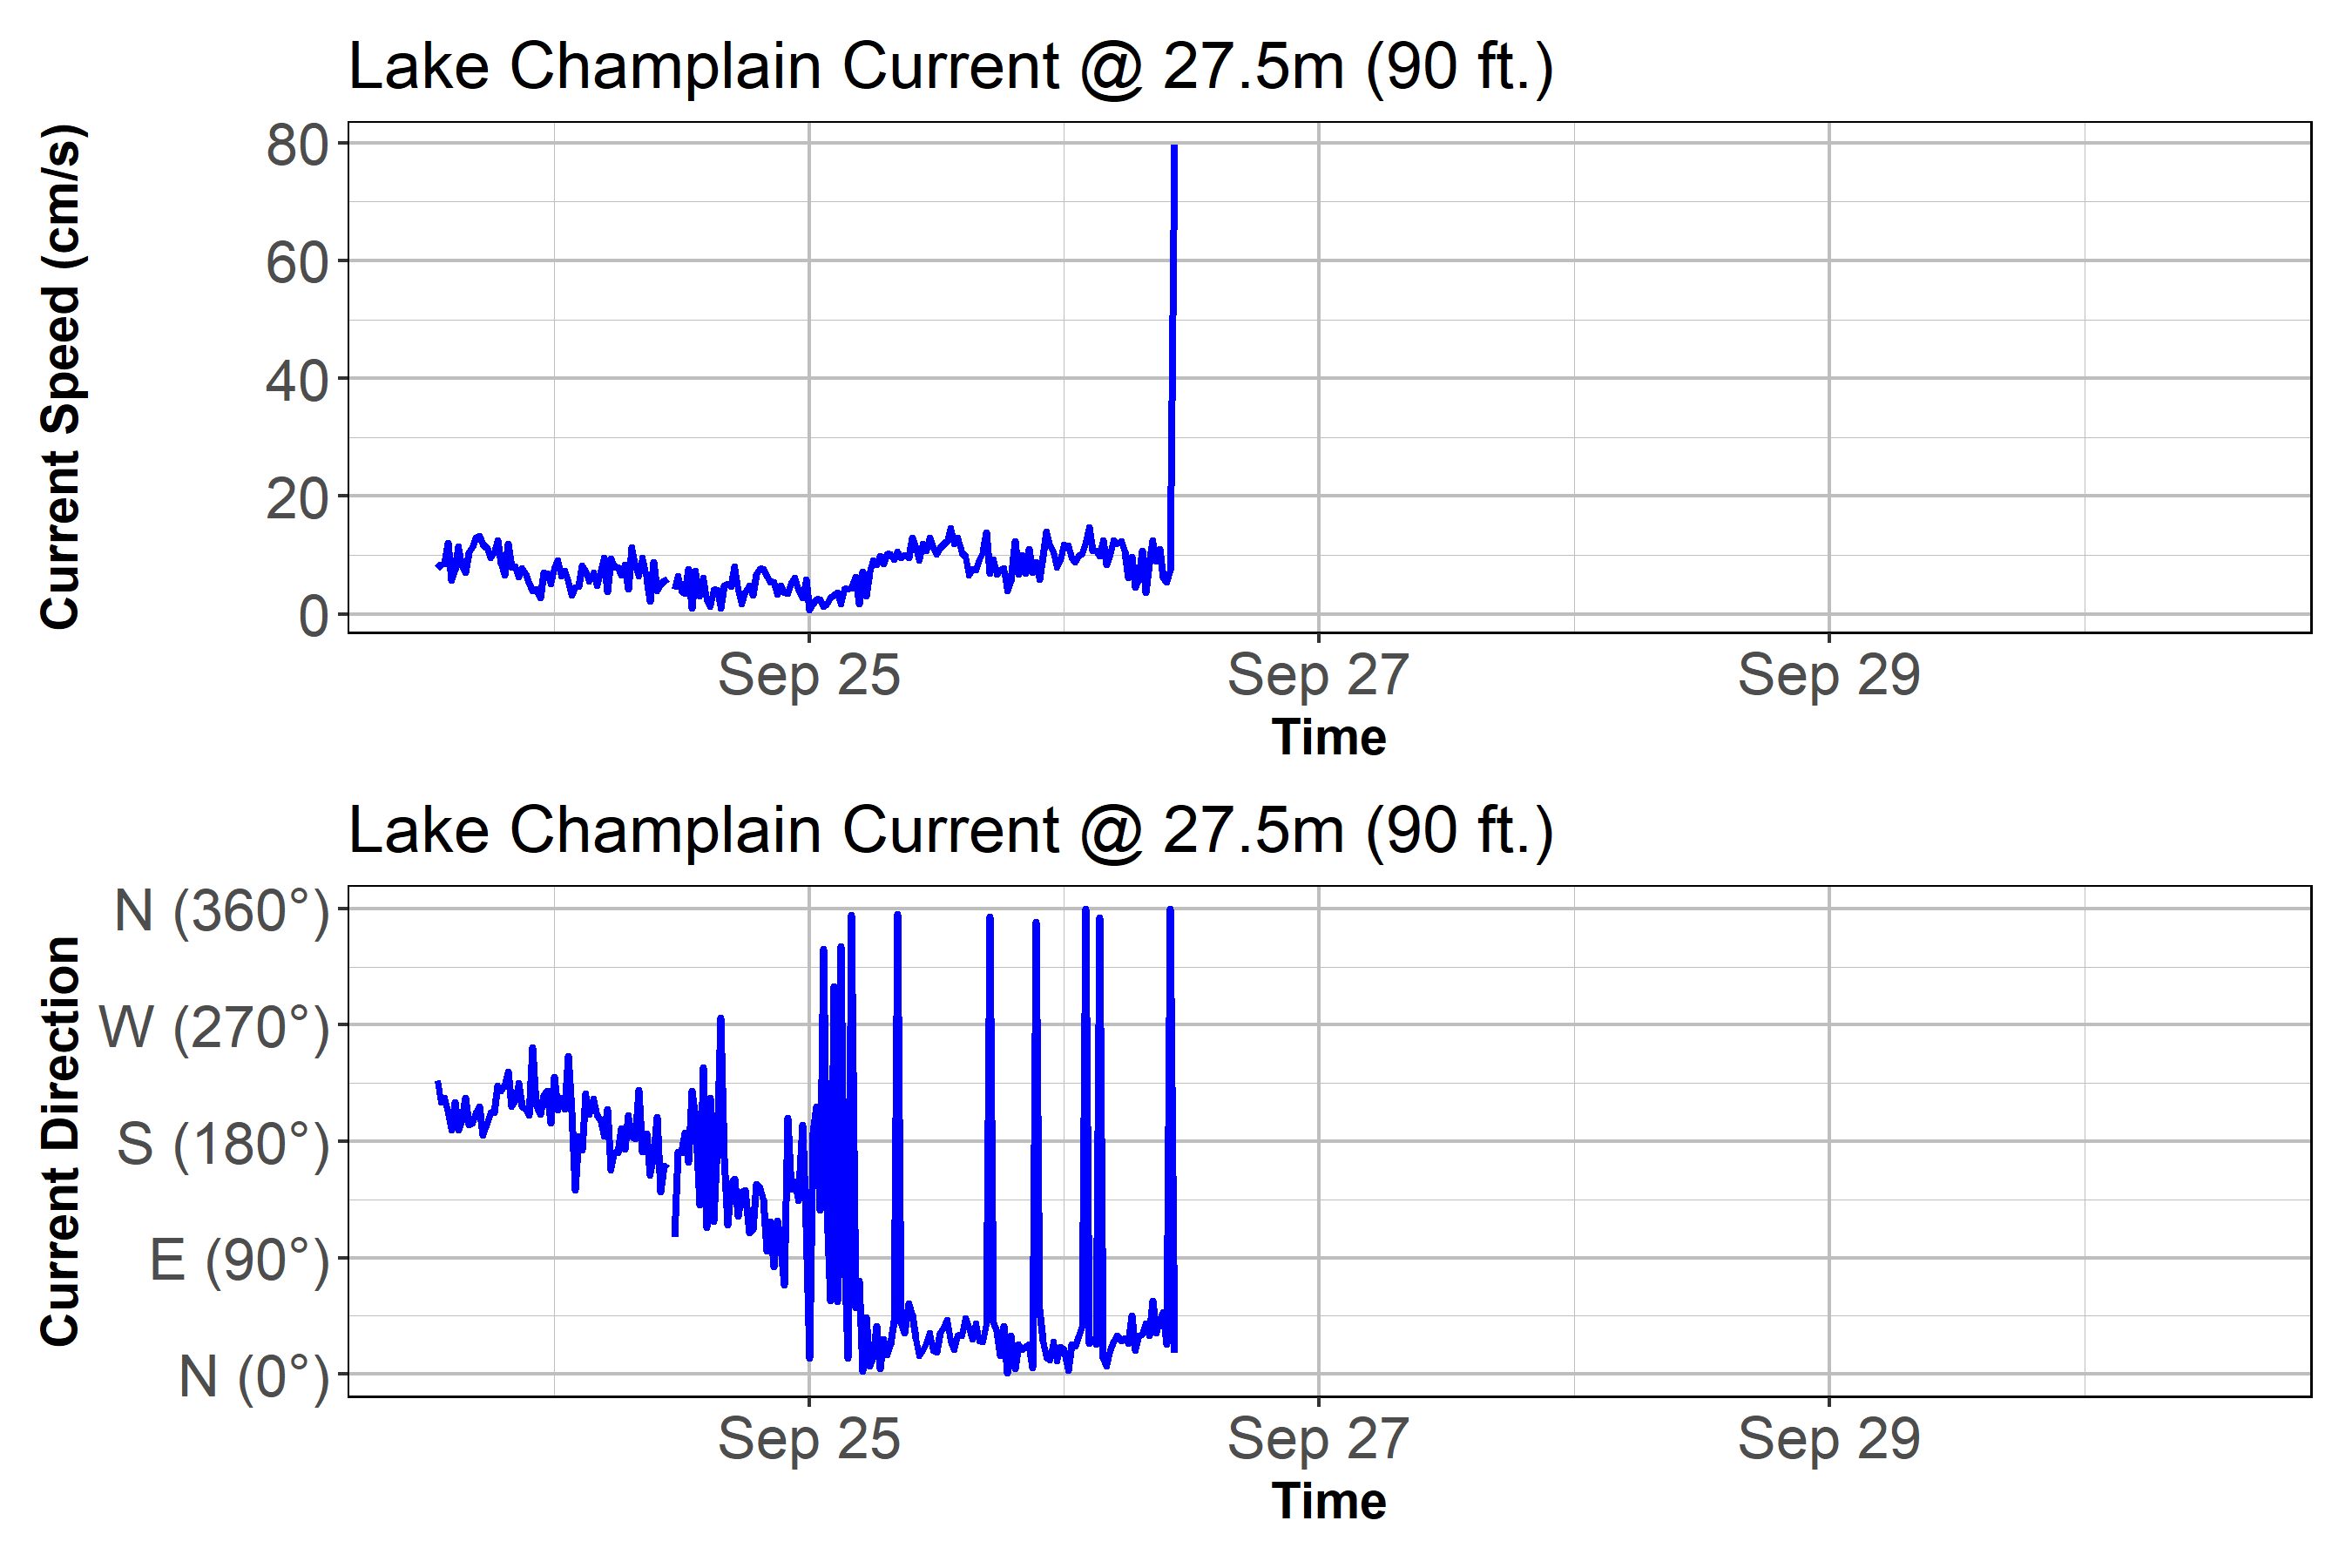 Lake Champlain Current @ 27.5m (90 ft.)
Current Speed (cm/s)
80
60
40
20
0
Sep 25
Sep 27
Sep 29
Time
Lake Champlain Current @ 27.5m (90 ft.)
Current Direction
N (360°)
W (270°)
S (180°)
E (90°)
N (0°)
Sep 25
Sep 27
Sep 29
Time